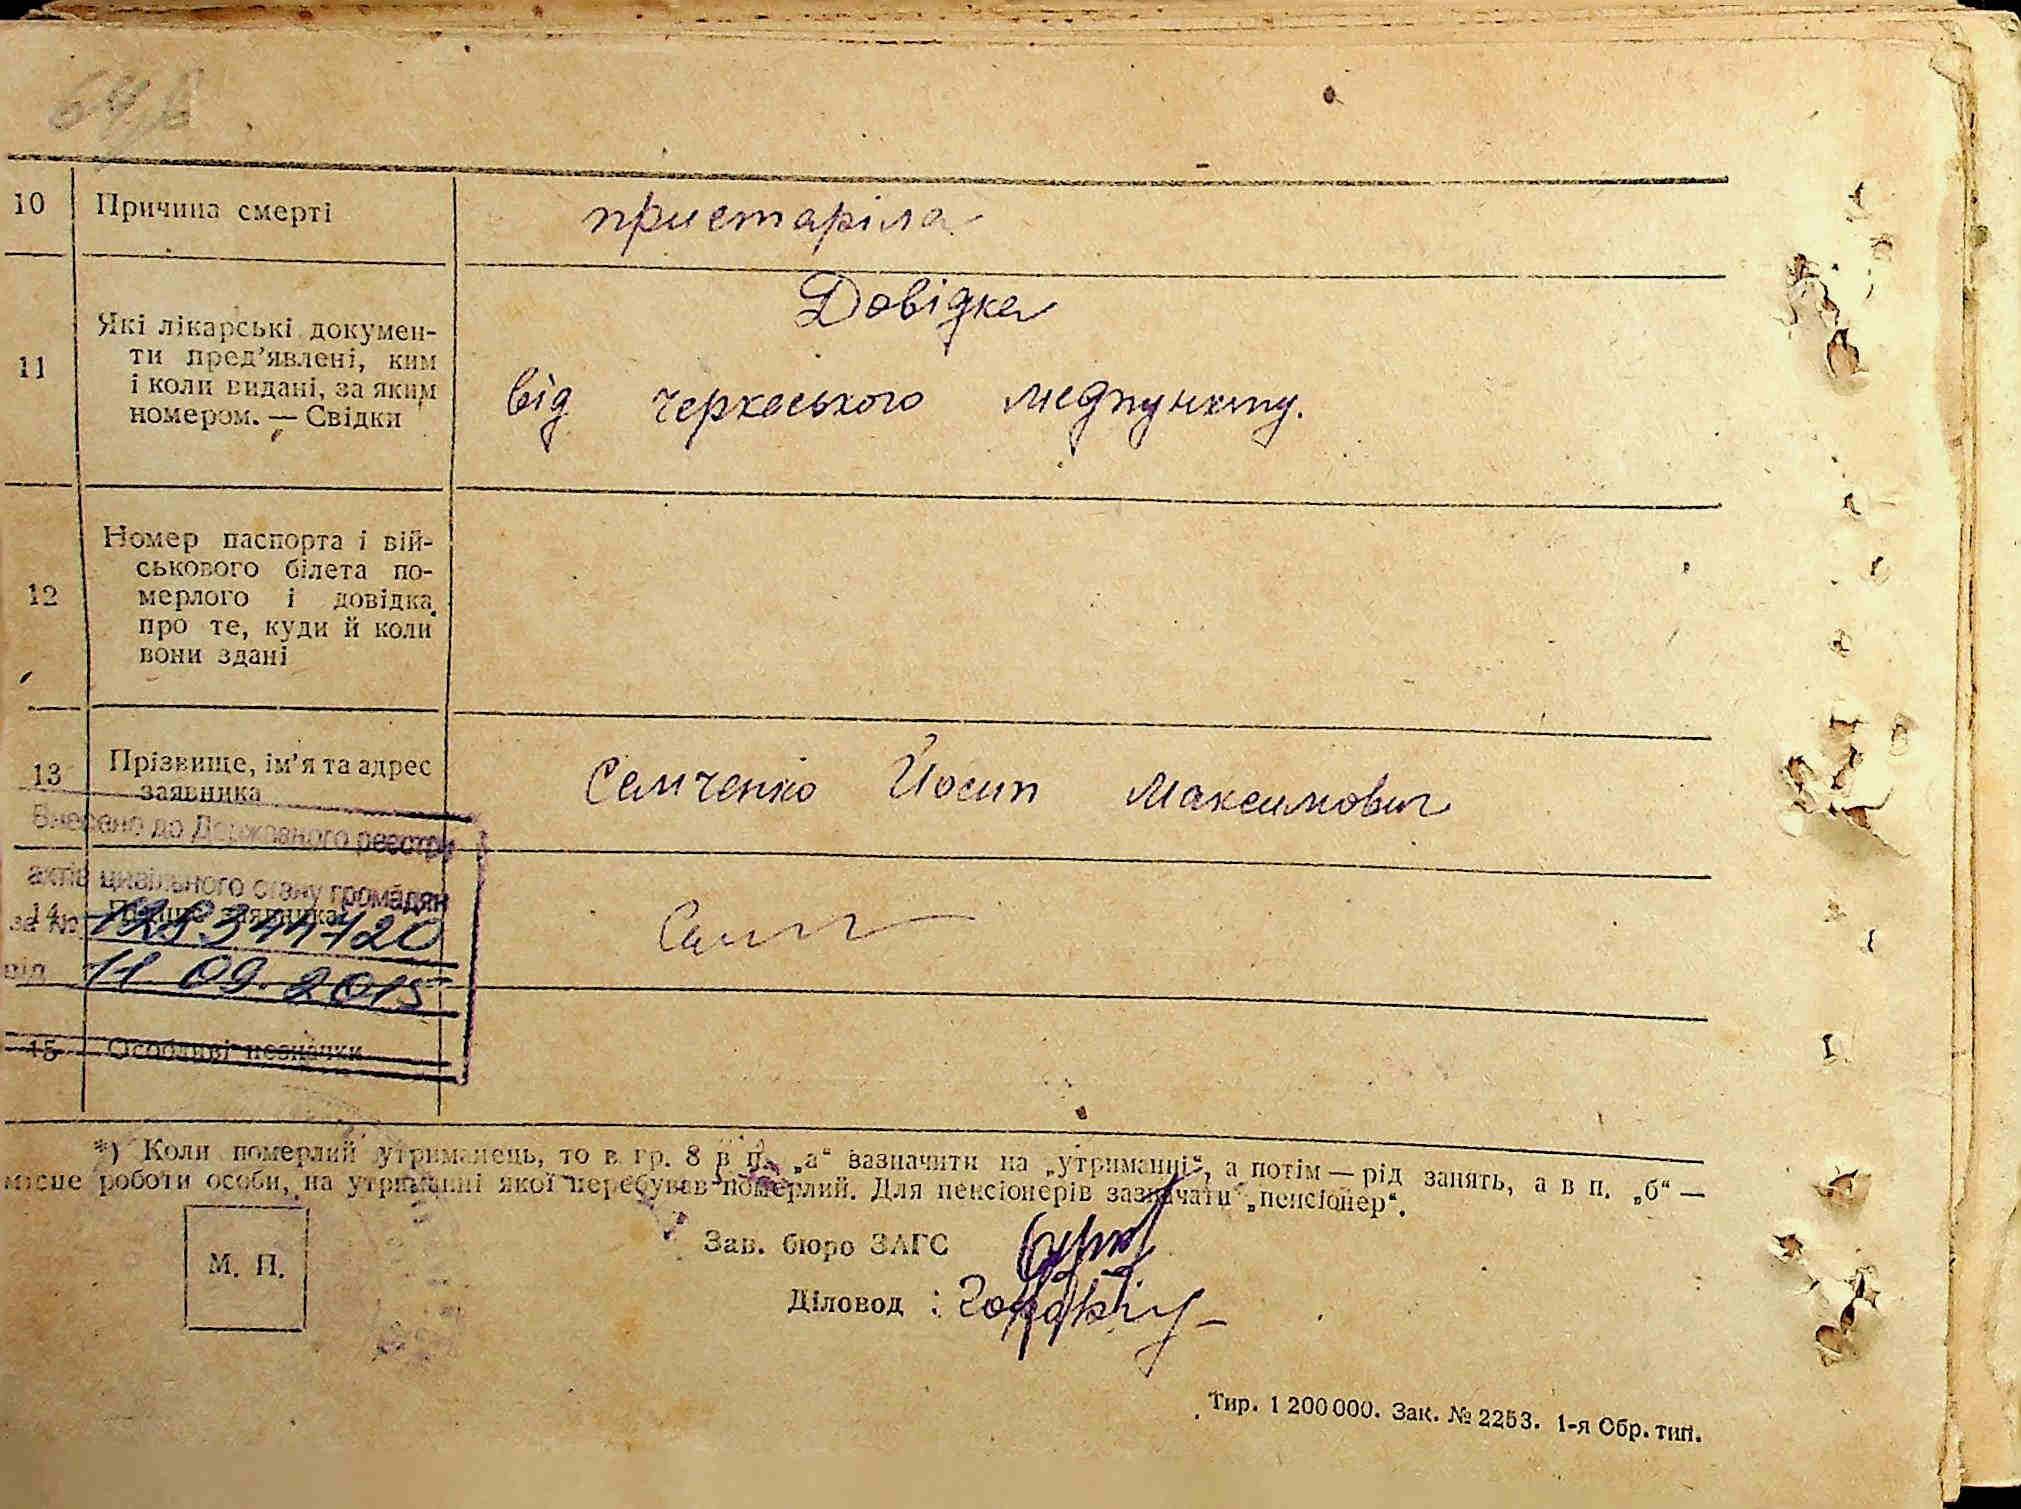 10 Причина смерті пристаріла
Довідка
11 Які лікарські докумен-
ти пред'явлені, ким
і коли видані, за яким
номером. — Свідки
від черкаського медпункту.
12 Номер паспорта і вій-
ськового білета по-
мерлого і довідка
про те, куди й коли
вони здані
13 Прізвище, ім'я та адрес
заявника
Семченко Йосип Максимович
Внесено до Державного реєстру
актів цивільного стану громадян
14 Підпис заявника
за №
від 11 09. 2015
15 Особливі позначки
*) Коли померлий утриманець, то в гр. 8 в п. „а“ зазначити на „утриманні“, а потім — рід занять, а в п. „б“ —
місце роботи особи, на утриманні якої перебував померлий. Для пенсіонерів зазначати „пенсіонер“.
М. П.
Зав. бюро ЗАГС
Діловод :
Тир. 1 200 000. Зак. № 2253. 1-я Обр. тип.